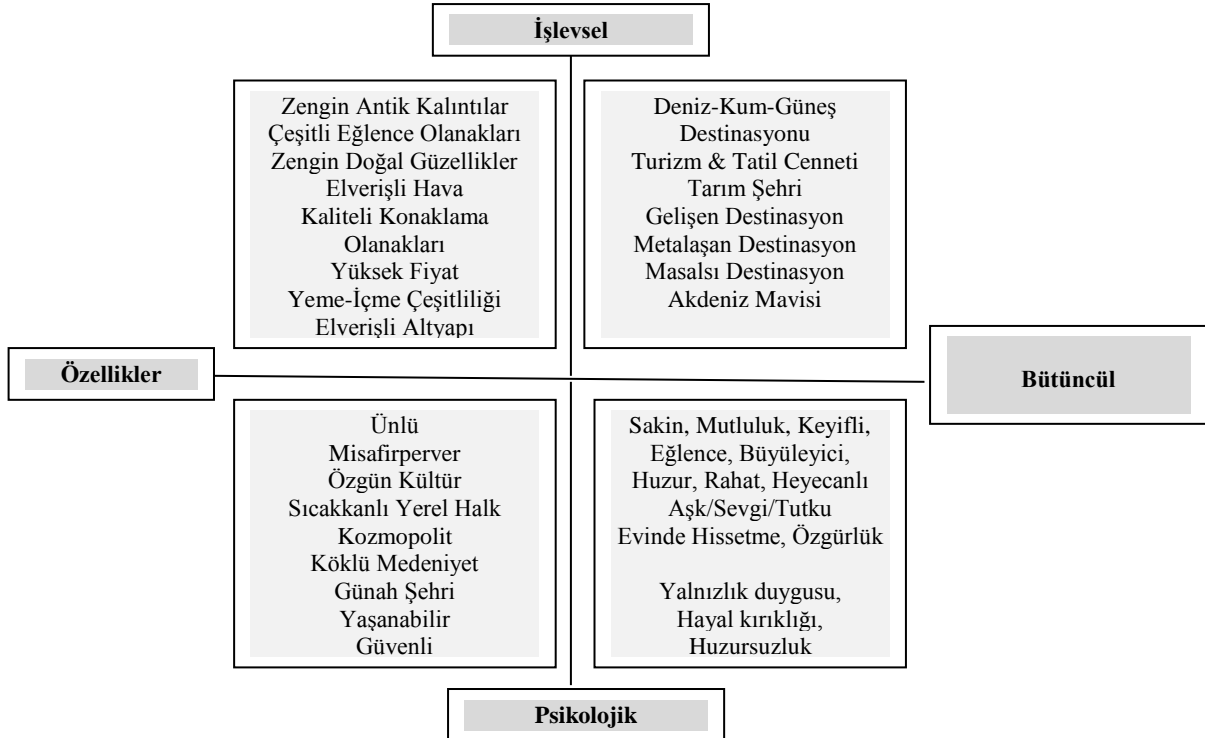 İşlevsel
Zengin Antik Kalıntılar
Çeşitli Eğlence Olanakları
Zengin Doğal Güzellikler
Elverişli Hava
Kaliteli Konaklama
Olanakları
Yüksek Fiyat
Yeme-İçme Çeşitliliği
Elverişli Altyapı
Deniz-Kum-Güneş
Destinasyonu
Turizm & Tatil Cenneti
Tarım Şehri
Gelişen Destinasyon
Metalaşan Destinasyon
Masalsı Destinasyon
Akdeniz Mavisi
Özellikler
Bütüncül
Ünlü
Misafirperver
Özgün Kültür
Sıcakkanlı Yerel Halk
Kozmopolit
Köklü Medeniyet
Günah Şehri
Yaşanabilir
Güvenli
Sakin, Mutluluk, Keyifli,
Eğlence, Büyüleyici,
Huzur, Rahat, Heyecanlı
Aşk/Sevgi/Tutku
Evinde Hissetme, Özgürlük
Yalnızlık duygusu,
Hayal kırıklığı,
Huzursuzluk
Psikolojik